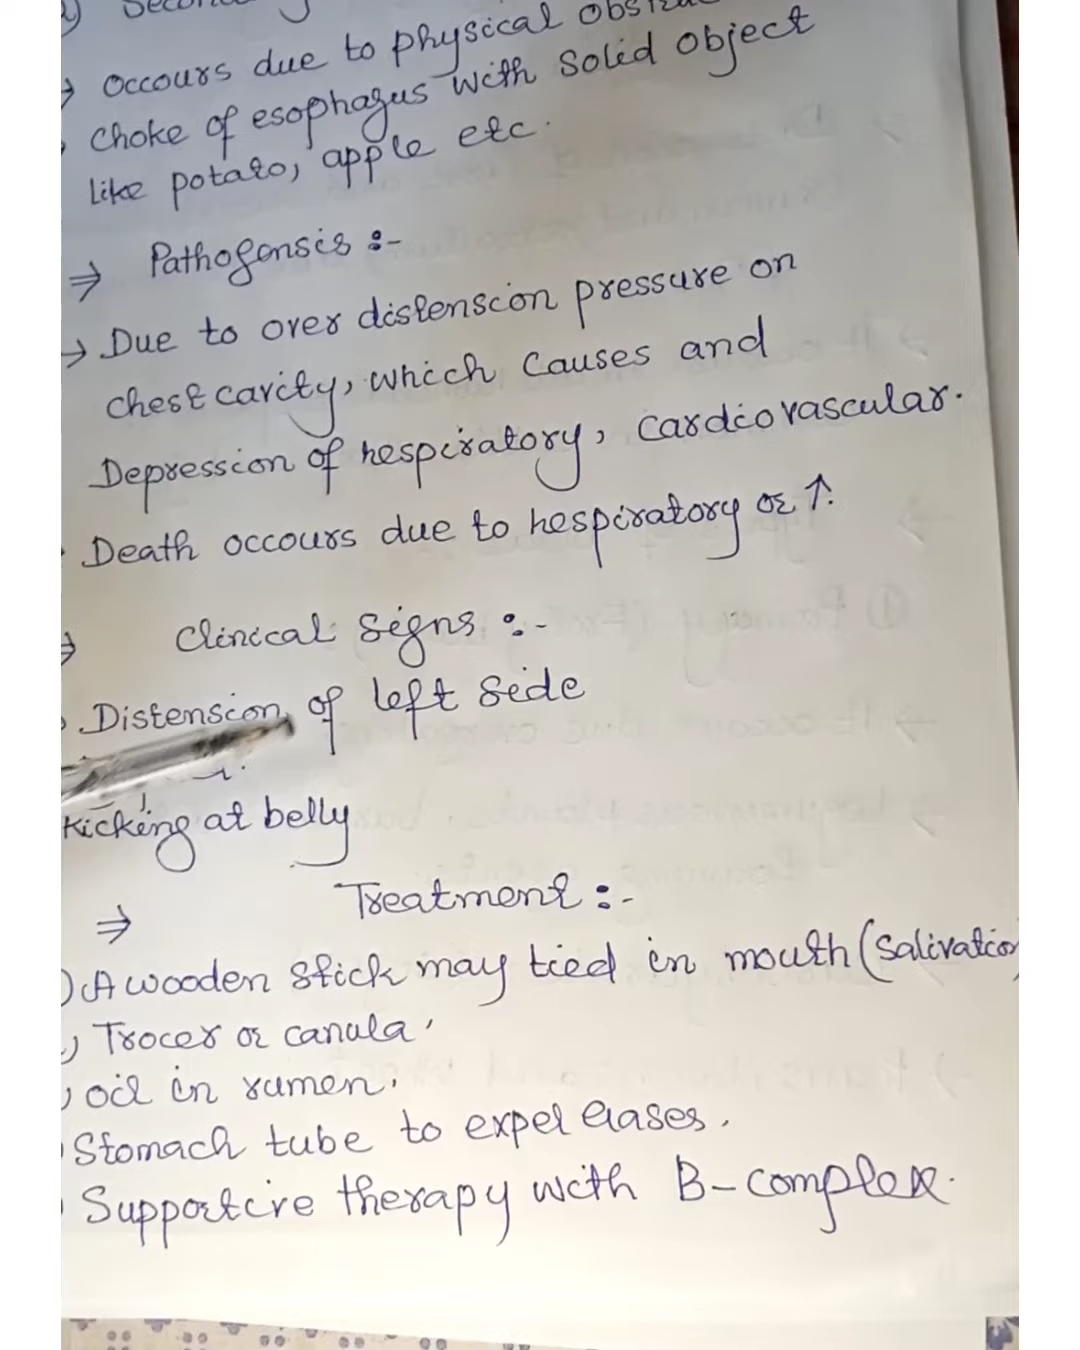 occours due to physical
choke of esophagus with solid object
like potato, apple etc.
⇒ Pathogensis :-
→ Due to over distension pressure on
chest cavity, which causes and
Depression of respiratory, cardiovascular.
Death occours due to respiratory or ↑.
⇒ Clinical signs :-
Distension of left side
Kicking at belly
⇒ Treatment :-
) A wooden stick may tied in mouth (Salivation
) Trocer or canula,
) oil in rumen.
Stomach tube to expel Gases.
Supportive therapy with B-complex.